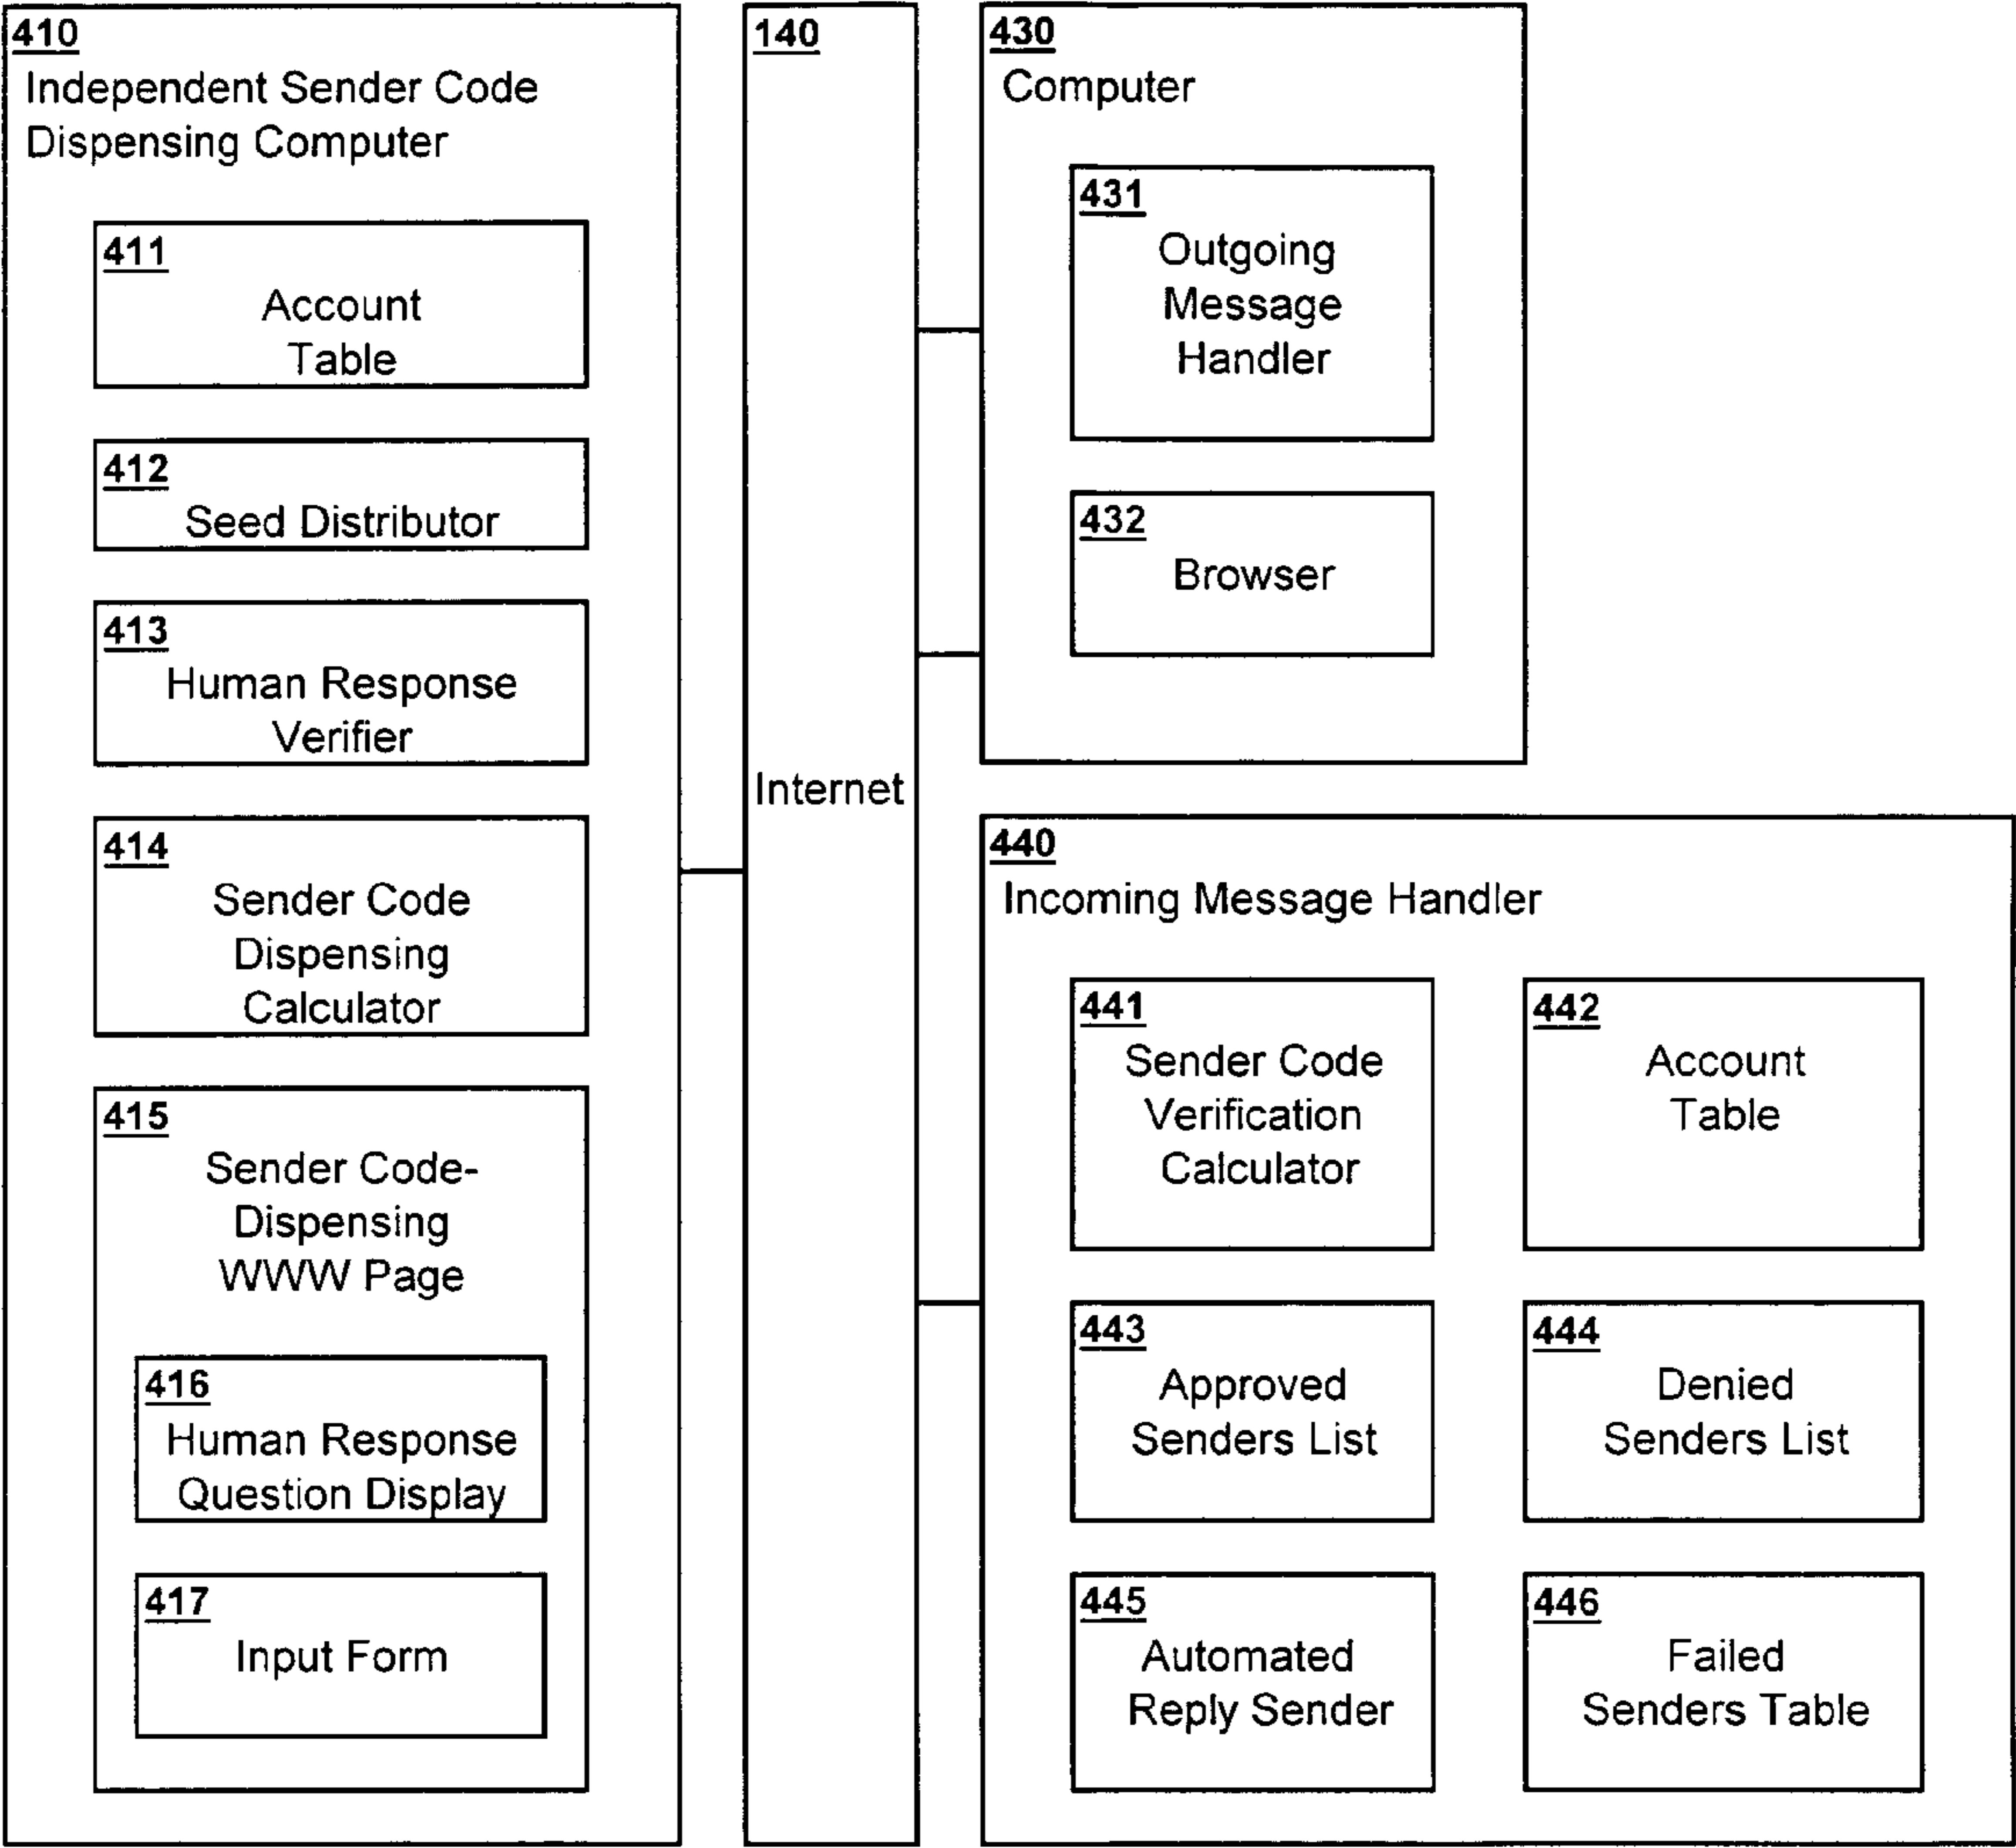 410
Independent Sender Code
Dispensing Computer
411
Account
Table
412
Seed Distributor
413
Human Response
Verifier
414
Sender Code
Dispensing
Calculator
415
Sender Code-
Dispensing
WWW Page
416
Human Response
Question Display
417
Input Form
140
Internet
430
Computer
431
Outgoing
Message
Handler
432
Browser
440
Incoming Message Handler
441
Sender Code
Verification
Calculator
442
Account
Table
443
Approved
Senders List
444
Denied
Senders List
445
Automated
Reply Sender
446
Failed
Senders Table